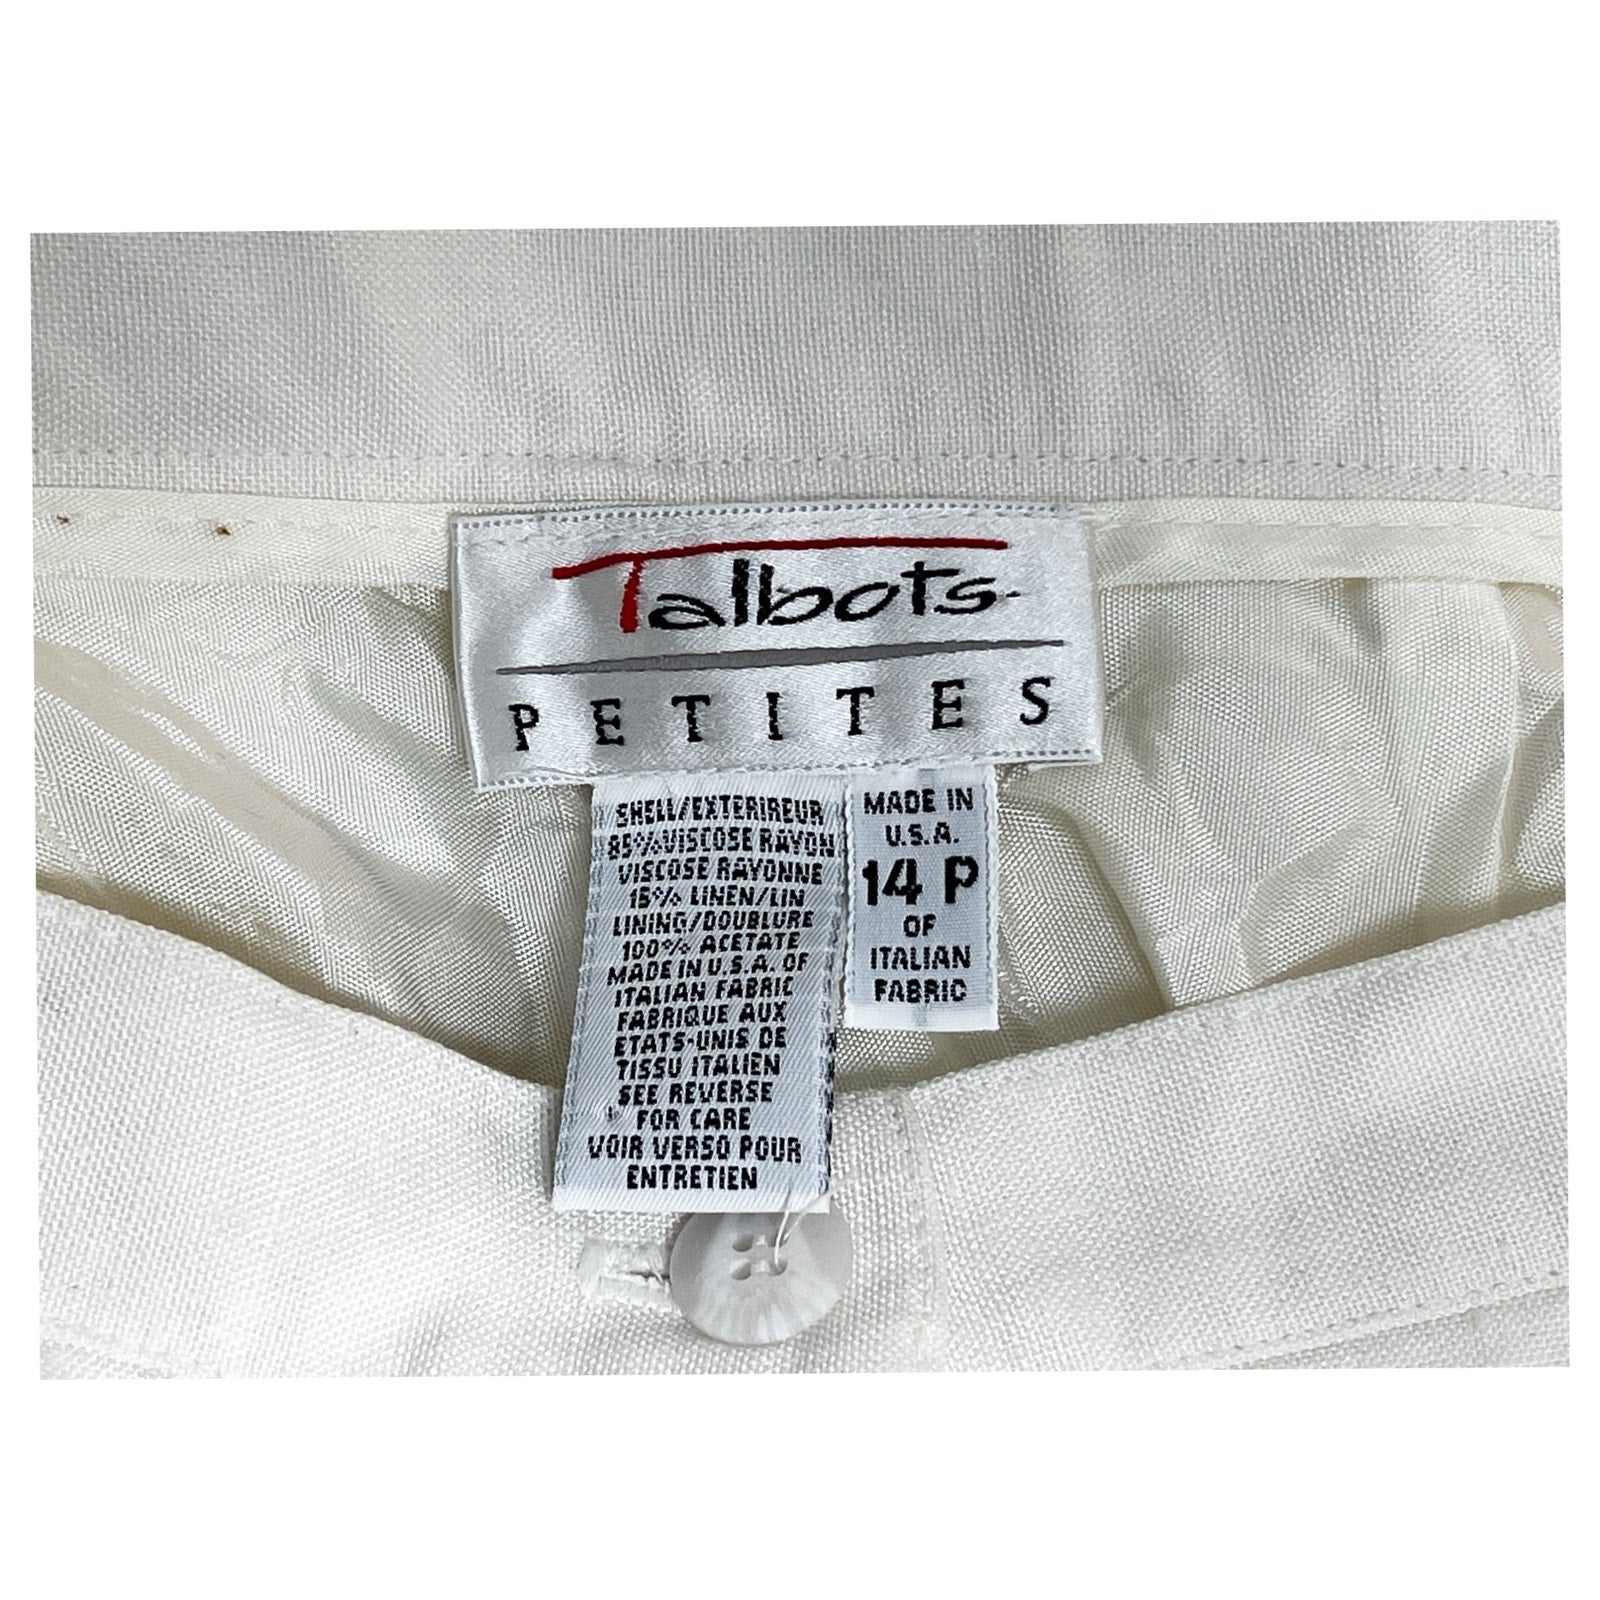 Talbots
PETITES
SHELL/EXTERIREUR
85% VISCOSE RAYON
VISCOSE RAYONNE
15% LINEN/LIN
LINING/DOUBLURE
100% ACETATE
MADE IN U.S.A. OF
ITALIAN FABRIC
FABRIQUE AUX
ETATS-UNIS DE
TISSU ITALIEN
SEE REVERSE
FOR CARE
VOIR VERSO POUR
ENTRETIEN
MADE IN
U.S.A.
14 P
OF
ITALIAN
FABRIC